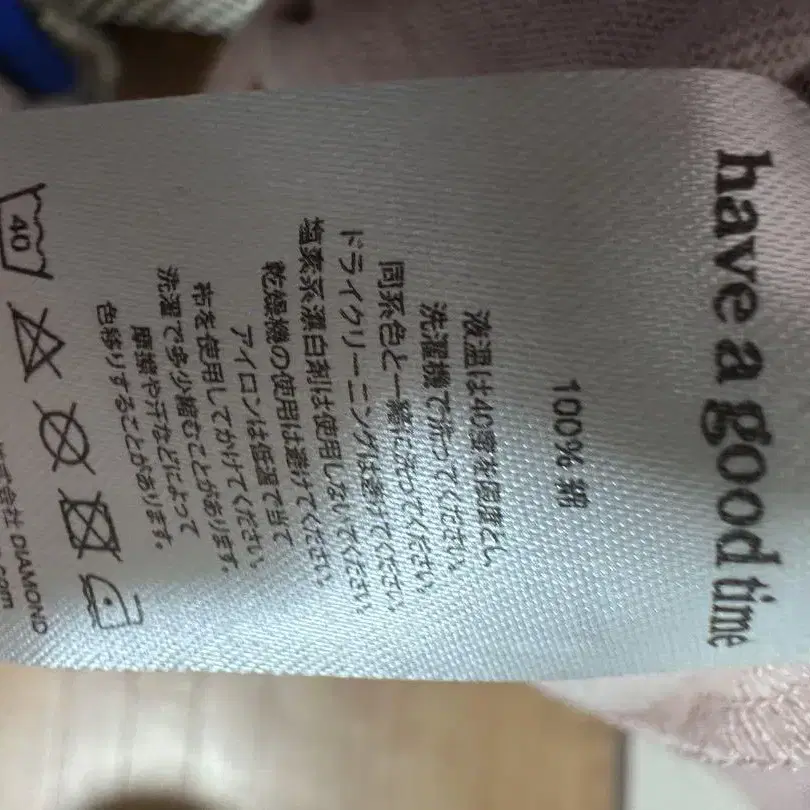 have a good time
100% 綿
液温は40度を限度とし
洗濯機で洗ってください
同系色と一緒に洗ってください
ドライクリーニングは避けてください
塩素系漂白剤は使用しないでください
乾燥機の使用は避けてください
アイロンは低温で当て
布を使用してかけてください
洗濯で多少縮むことがあります。
摩擦や汗などによって
色移りすることがあります。
40
株式会社 DIAMOND
.com